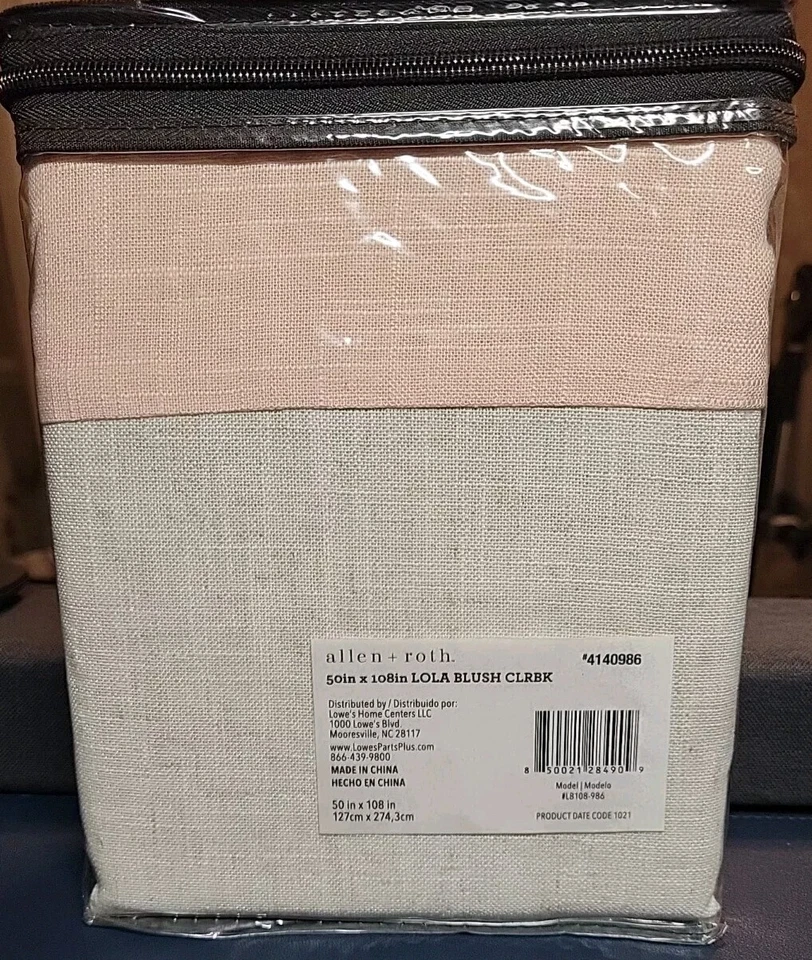 allen + roth.
#4140986
50in x 108in LOLA BLUSH CLRBK
Distributed by / Distribuido por:
Lowe's Home Centers LLC
1000 Lowe's Blvd.
Mooresville, NC 28117
www.LowesPartsPlus.com
866-439-9800
MADE IN CHINA
HECHO EN CHINA
50 in x 108 in
127cm x 274,3cm
8 50021 28490 9
Model | Modelo
#LB108-986
PRODUCT DATE CODE 1021